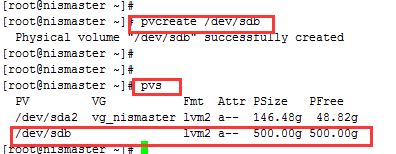 [root@nismaster ~]#
[root@nismaster ~]# pvcreate /dev/sdb
Physical volume "/dev/sdb" successfully created
[root@nismaster ~]#
[root@nismaster ~]#
[root@nismaster ~]# pvs
PV VG Fmt Attr PSize PFree
/dev/sda2 vg_nismaster lvm2 a-- 146.48g 48.82g
/dev/sdb lvm2 a-- 500.00g 500.00g
[root@nismaster ~]#